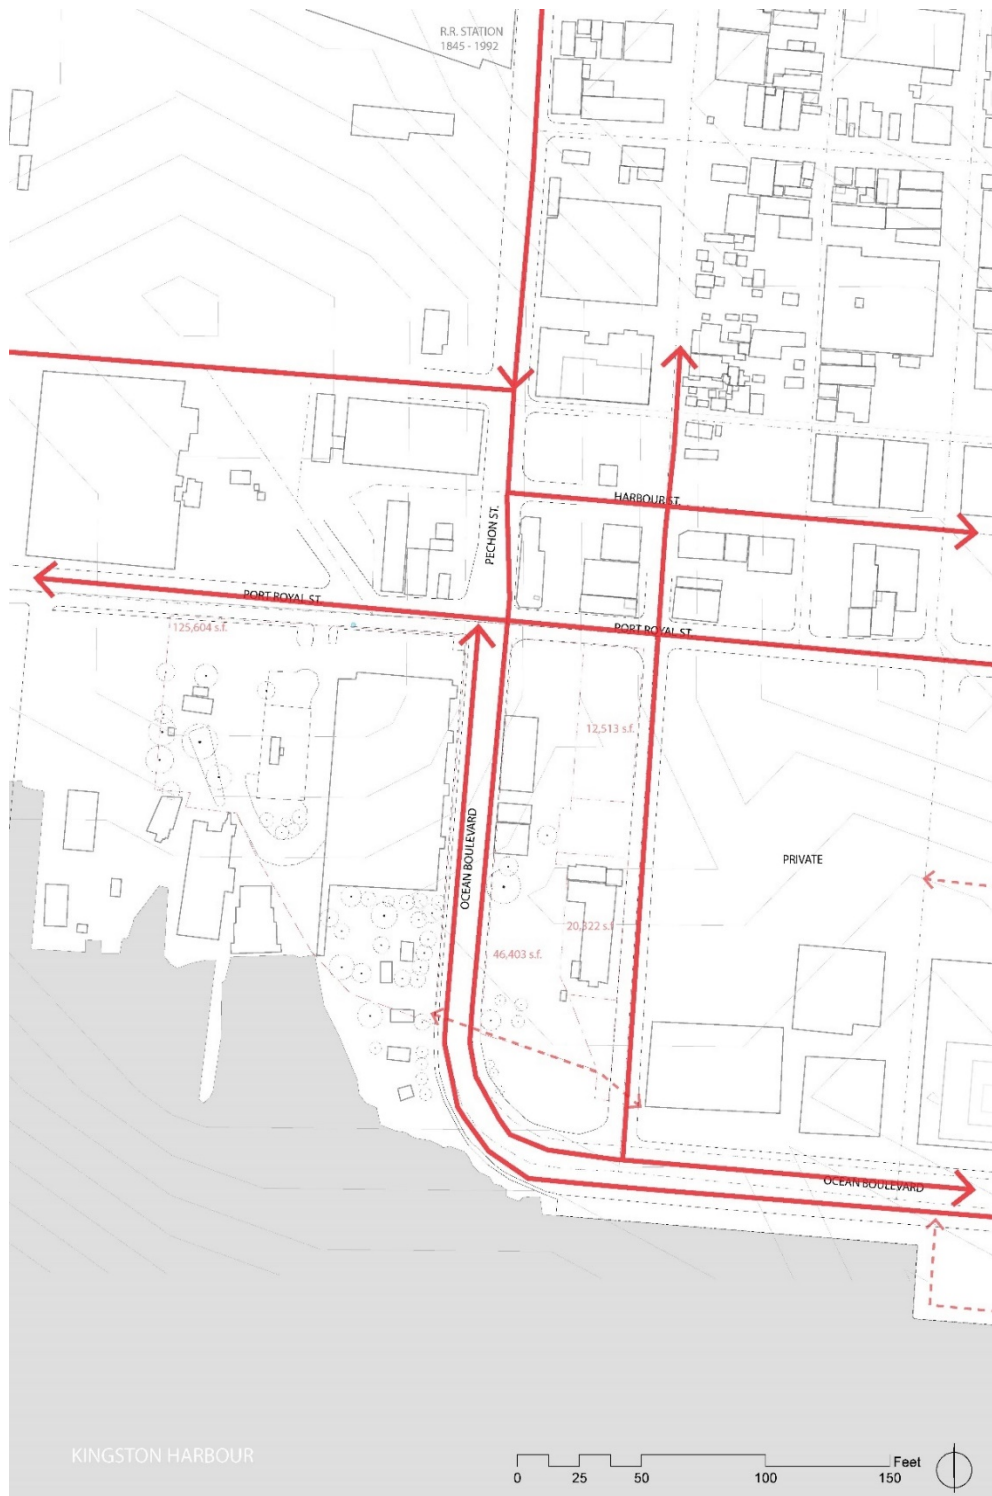 R.R. STATION
1845 - 1992
HARBOUR ST.
PECHON ST.
PORT ROYAL ST.
PORT ROYAL ST.
125,604 s.f.
12,513 s.f.
OCEAN BOULEVARD
PRIVATE
20,322 s.f.
46,403 s.f.
OCEAN BOULEVARD
KINGSTON HARBOUR
Feet
0 25 50 100 150